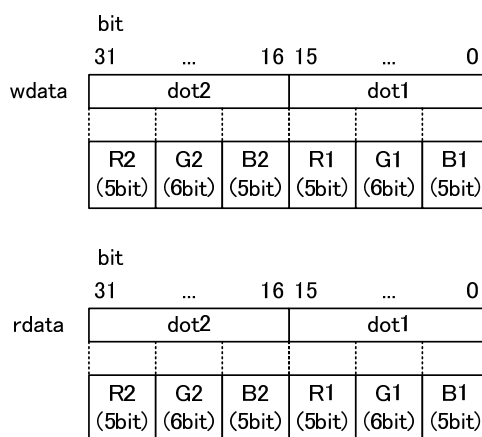 bit
31 ... 16 15 ... 0
wdata dot2 dot1
R2 G2 B2 R1 G1 B1
(5bit) (6bit) (5bit) (5bit) (6bit) (5bit)
bit
31 ... 16 15 ... 0
rdata dot2 dot1
R2 G2 B2 R1 G1 B1
(5bit) (6bit) (5bit) (5bit) (6bit) (5bit)